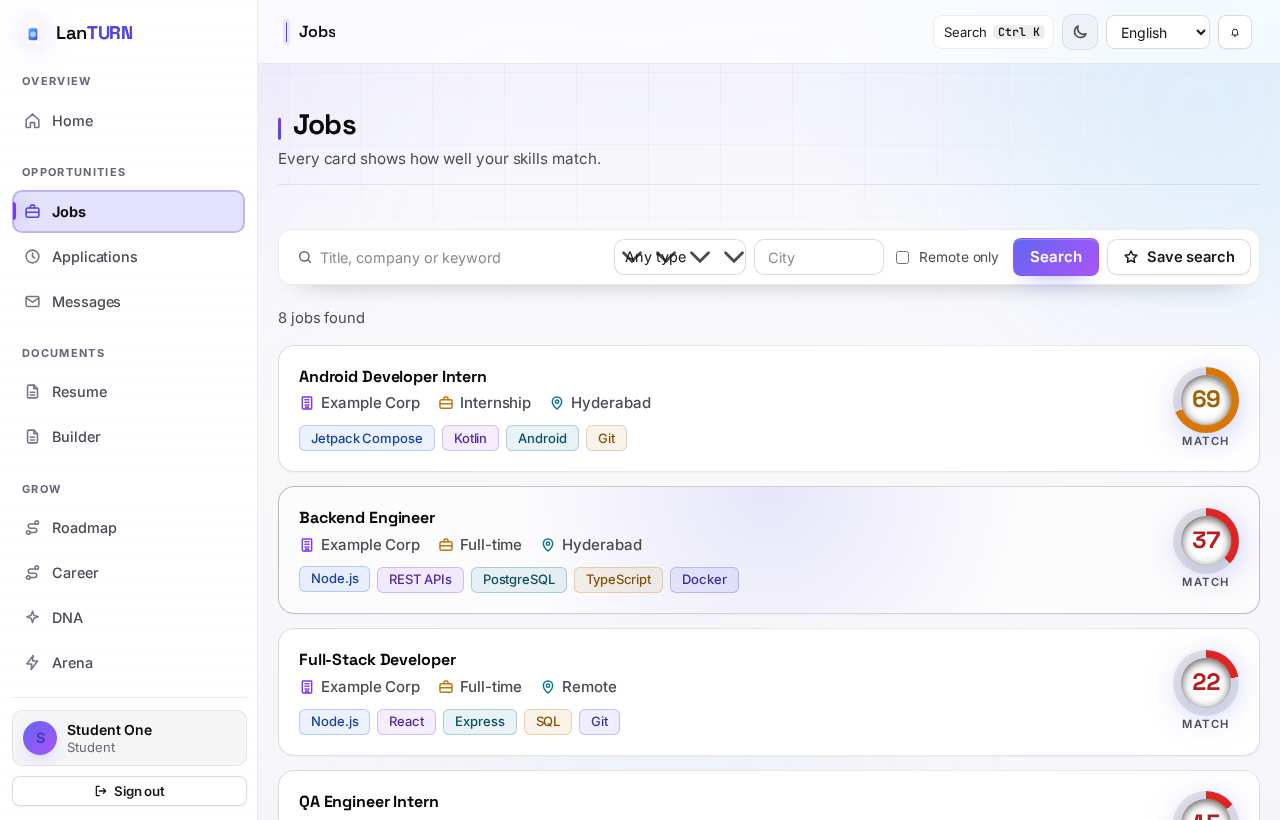 LanTURN
OVERVIEW
Home
OPPORTUNITIES
Jobs
Applications
Messages
DOCUMENTS
Resume
Builder
GROW
Roadmap
Career
DNA
Arena
S
Student One
Student
Sign out
Jobs
Search Ctrl K
English
Jobs
Every card shows how well your skills match.
Title, company or keyword
Any type
City
Remote only
Search
Save search
8 jobs found
Android Developer Intern
Example Corp Internship Hyderabad
Jetpack Compose Kotlin Android Git
69
MATCH
Backend Engineer
Example Corp Full-time Hyderabad
Node.js REST APIs PostgreSQL TypeScript Docker
37
MATCH
Full-Stack Developer
Example Corp Full-time Remote
Node.js React Express SQL Git
22
MATCH
QA Engineer Intern